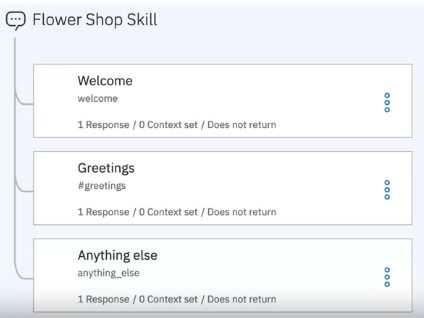 Flower Shop Skill
Welcome
welcome
1 Response / 0 Context set / Does not return
Greetings
#greetings
1 Response / 0 Context set / Does not return
Anything else
anything_else
1 Response / 0 Context set / Does not return